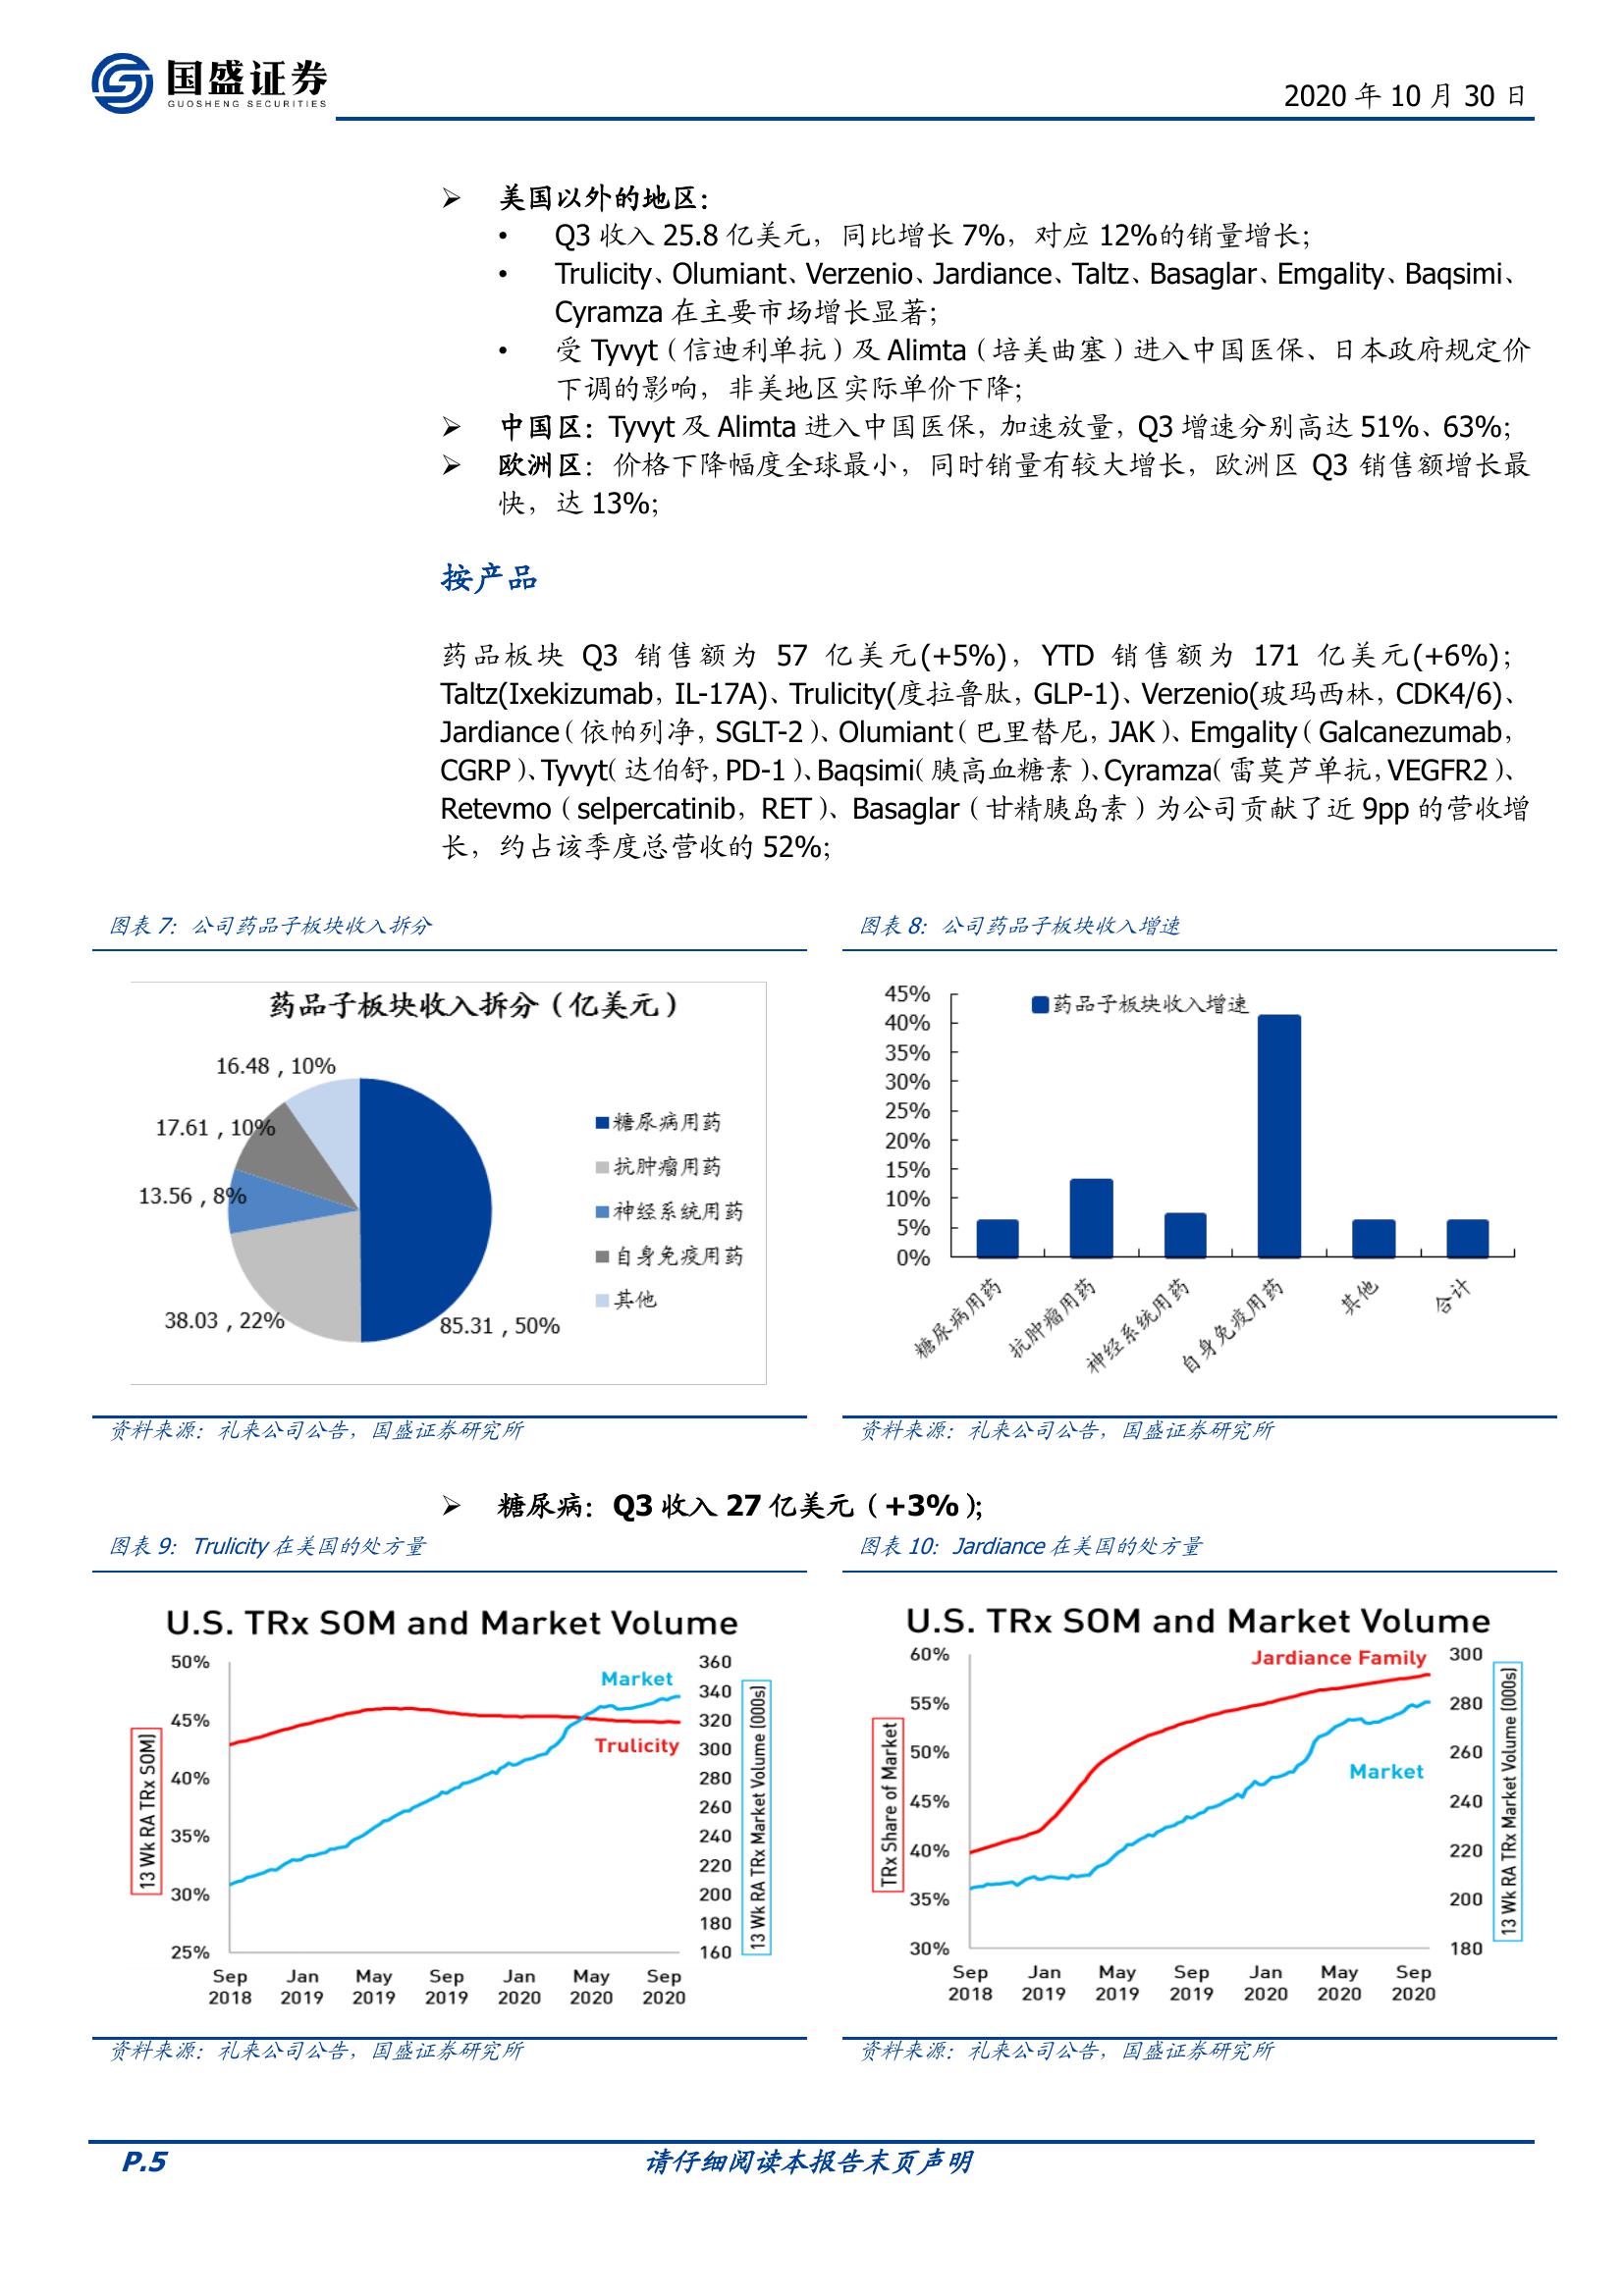 国盛证券
GUOSHENG SECURITIES
2020 年 10 月 30 日
➢ 美国以外的地区：
• Q3 收入 25.8 亿美元，同比增长 7%，对应 12%的销量增长；
• Trulicity、Olumiant、Verzenio、Jardiance、Taltz、Basaglar、Emgality、Baqsimi、
Cyramza 在主要市场增长显著；
• 受 Tyvyt（信迪利单抗）及 Alimta（培美曲塞）进入中国医保、日本政府规定价
下调的影响，非美地区实际单价下降；
➢ 中国区：Tyvyt 及 Alimta 进入中国医保，加速放量，Q3 增速分别高达 51%、63%；
➢ 欧洲区：价格下降幅度全球最小，同时销量有较大增长，欧洲区 Q3 销售额增长最
快，达 13%；
按产品
药品板块 Q3 销售额为 57 亿美元(+5%)，YTD 销售额为 171 亿美元(+6%)；
Taltz(Ixekizumab，IL-17A)、Trulicity(度拉鲁肽，GLP-1)、Verzenio(玻玛西林，CDK4/6)、
Jardiance（依帕列净，SGLT-2）、Olumiant（巴里替尼，JAK）、Emgality（Galcanezumab，
CGRP）、Tyvyt（达伯舒，PD-1）、Baqsimi（胰高血糖素）、Cyramza（雷莫芦单抗，VEGFR2）、
Retevmo（selpercatinib，RET）、Basaglar（甘精胰岛素）为公司贡献了近 9pp 的营收增
长，约占该季度总营收的 52%；
图表 7：公司药品子板块收入拆分
药品子板块收入拆分（亿美元）
16.48 , 10%
17.61 , 10%
13.56 , 8%
38.03 , 22%
85.31 , 50%
糖尿病用药
抗肿瘤用药
神经系统用药
自身免疫用药
其他
资料来源：礼来公司公告，国盛证券研究所
图表 8：公司药品子板块收入增速
药品子板块收入增速
45%
40%
35%
30%
25%
20%
15%
10%
5%
0%
糖尿病用药
抗肿瘤用药
神经系统用药
自身免疫用药
其他
合计
资料来源：礼来公司公告，国盛证券研究所
➢ 糖尿病：Q3 收入 27 亿美元（+3%）；
图表 9：Trulicity 在美国的处方量
U.S. TRx SOM and Market Volume
13 Wk RA TRx SOM)
50%
45%
40%
35%
30%
25%
Market
Trulicity
360
340
320
300
280
260
240
220
200
180
160
13 Wk RA TRx Market Volume (000s)
Sep Jan May Sep Jan May Sep
2018 2019 2019 2019 2020 2020 2020
资料来源：礼来公司公告，国盛证券研究所
图表 10：Jardiance 在美国的处方量
U.S. TRx SOM and Market Volume
TRx Share of Market
60%
55%
50%
45%
40%
35%
30%
Jardiance Family
Market
300
280
260
240
220
200
180
13 Wk RA TRx Market Volume (000s)
Sep Jan May Sep Jan May Sep
2018 2019 2019 2019 2020 2020 2020
资料来源：礼来公司公告，国盛证券研究所
P.5
请仔细阅读本报告末页声明